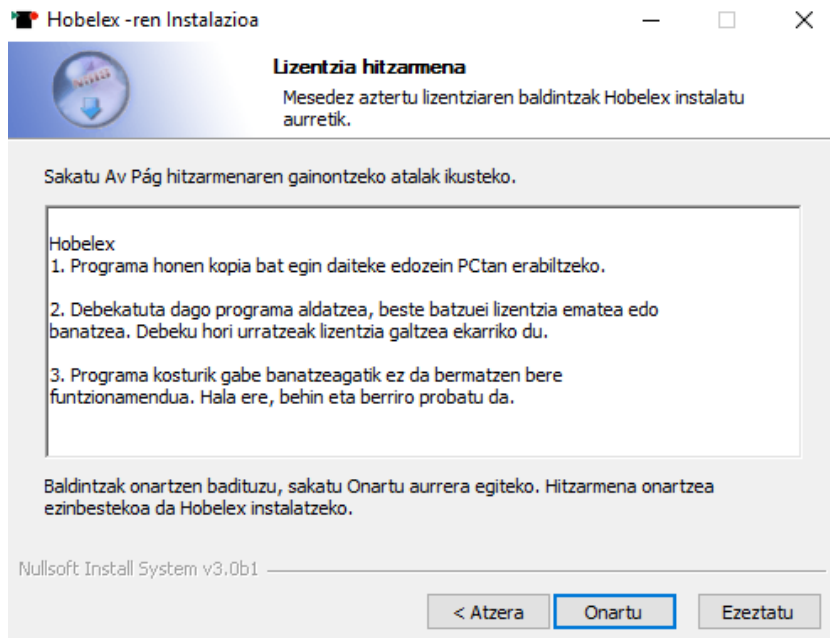 Hobelex -ren Instalazioa
Lizentzia hitzarmena
Mesedez aztertu lizentziaren baldintzak Hobelex instalatu
aurretik.
Sakatu Av Pág hitzarmenaren gainontzeko atalak ikusteko.
Hobelex
1. Programa honen kopia bat egin daiteke edozein PCtan erabiltzeko.
2. Debekatuta dago programa aldatzea, beste batzuei lizentzia ematea edo
banatzea. Debeku hori urratzeak lizentzia galtzea ekarriko du.
3. Programa kosturik gabe banatzeagatik ez da bermatzen bere
funtzionamendua. Hala ere, behin eta berriro probatu da.
Baldintzak onartzen badituzu, sakatu Onartu aurrera egiteko. Hitzarmena onartzea
ezinbestekoa da Hobelex instalatzeko.
Nullsoft Install System v3.0b1
< Atzera
Onartu
Ezeztatu